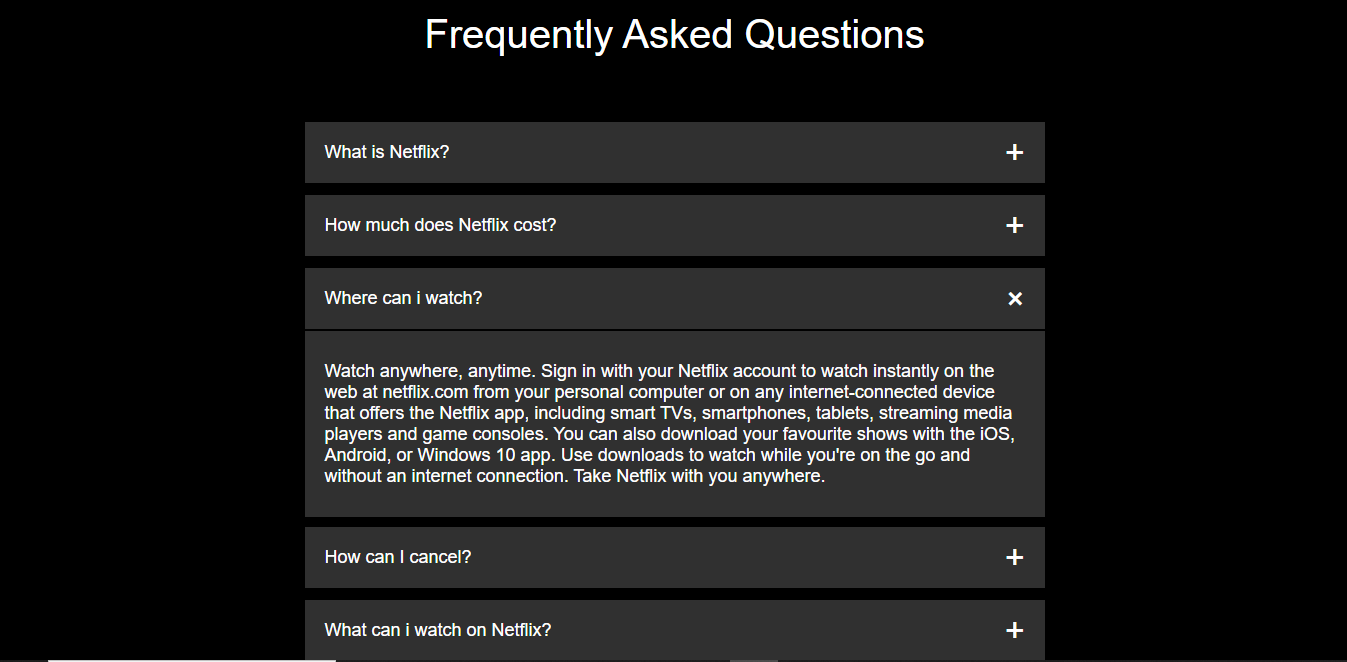 Frequently Asked Questions
What is Netflix?
How much does Netflix cost?
Where can i watch?
Watch anywhere, anytime. Sign in with your Netflix account to watch instantly on the
web at netflix.com from your personal computer or on any internet-connected device
that offers the Netflix app, including smart TVs, smartphones, tablets, streaming media
players and game consoles. You can also download your favourite shows with the iOS,
Android, or Windows 10 app. Use downloads to watch while you're on the go and
without an internet connection. Take Netflix with you anywhere.
How can I cancel?
What can i watch on Netflix?